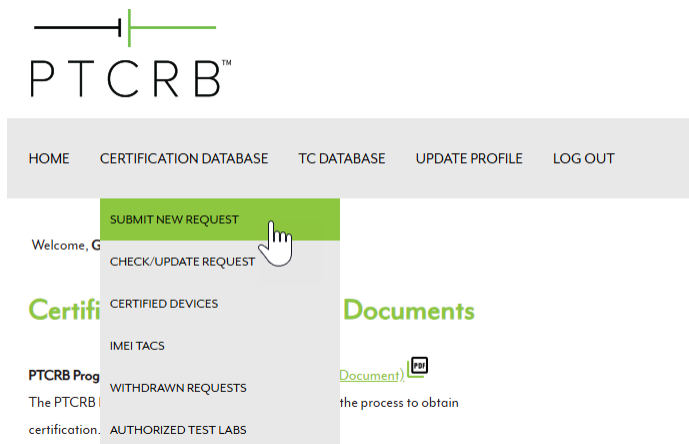 PTCRB™
HOME CERTIFICATION DATABASE TC DATABASE UPDATE PROFILE LOG OUT
SUBMIT NEW REQUEST
Welcome, G
CHECK/UPDATE REQUEST
CERTIFIED DEVICES
Certifi Documents
IMEI TACS
PTCRB Prog Document) PDF
WITHDRAWN REQUESTS
The PTCRB the process to obtain
certification. AUTHORIZED TEST LABS